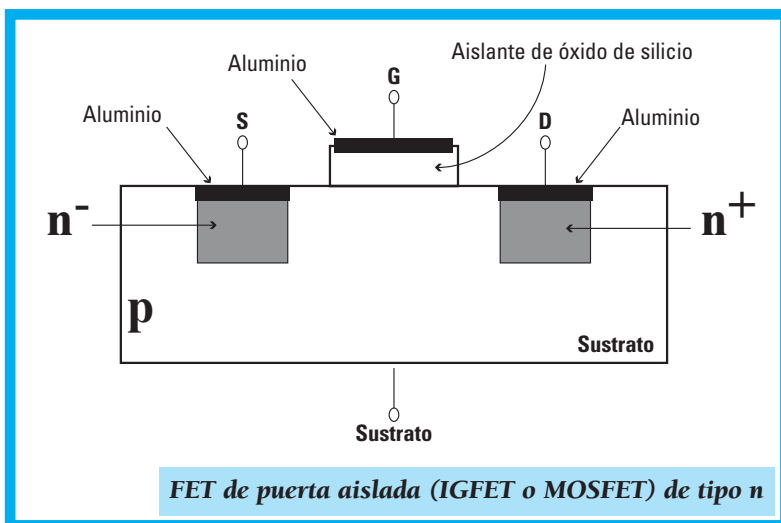 Aislante de óxido de silicio
Aluminio
G
Aluminio
S
D
Aluminio
n-
n+
p
Sustrato
Sustrato
FET de puerta aislada (IGFET o MOSFET) de tipo n